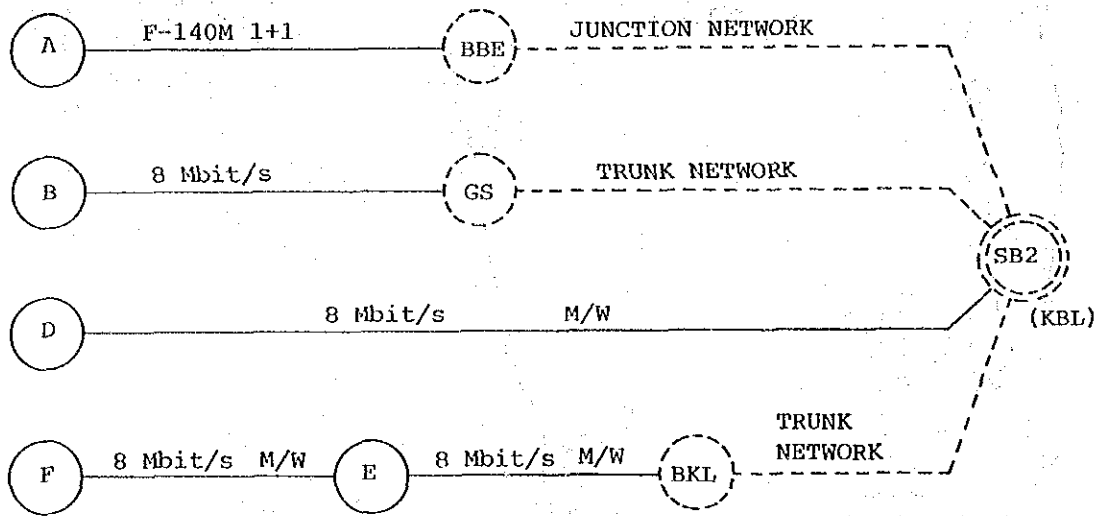 A F-140M 1+1 BBE JUNCTION NETWORK
B 8 Mbit/s GS TRUNK NETWORK
SB2
(KBL)
D 8 Mbit/s M/W
TRUNK
NETWORK
F 8 Mbit/s M/W E 8 Mbit/s M/W BKL